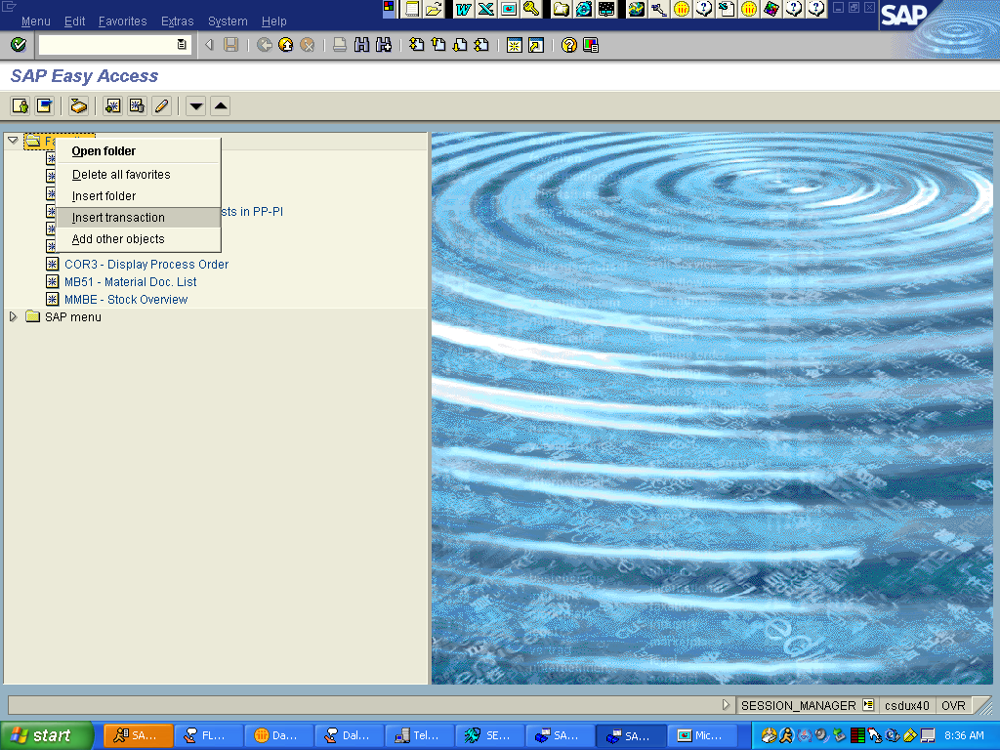 Menu Edit Favorites Extras System Help
SAP
SAP Easy Access
Open folder
Delete all favorites
Insert folder
Insert transaction
sts in PP-PI
Add other objects
COR3 - Display Process Order
MB51 - Material Doc. List
MMBE - Stock Overview
SAP menu
SESSION_MANAGER csdux40 OVR
start SA... FL... Da... Dal... Tel... SE... SA... SA... Mic... 8:36 AM